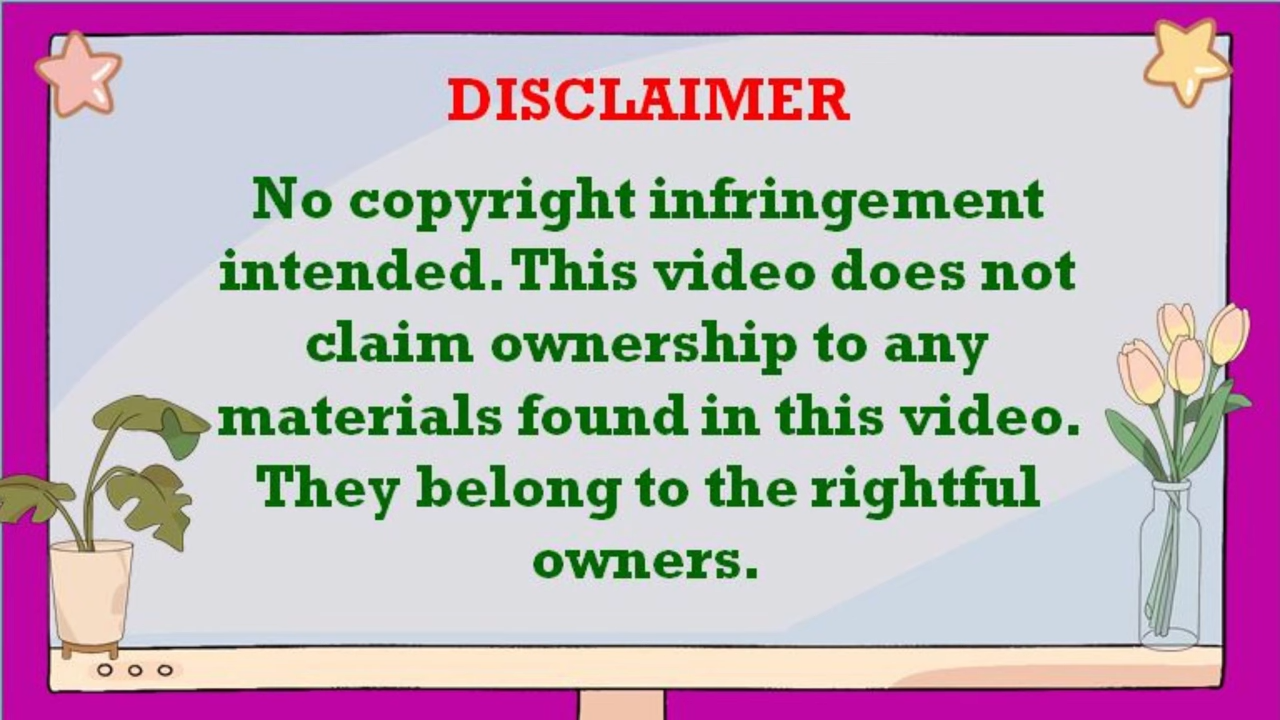 DISCLAIMER
No copyright infringement
intended. This video does not
claim ownership to any
materials found in this video.
They belong to the rightful
owners.